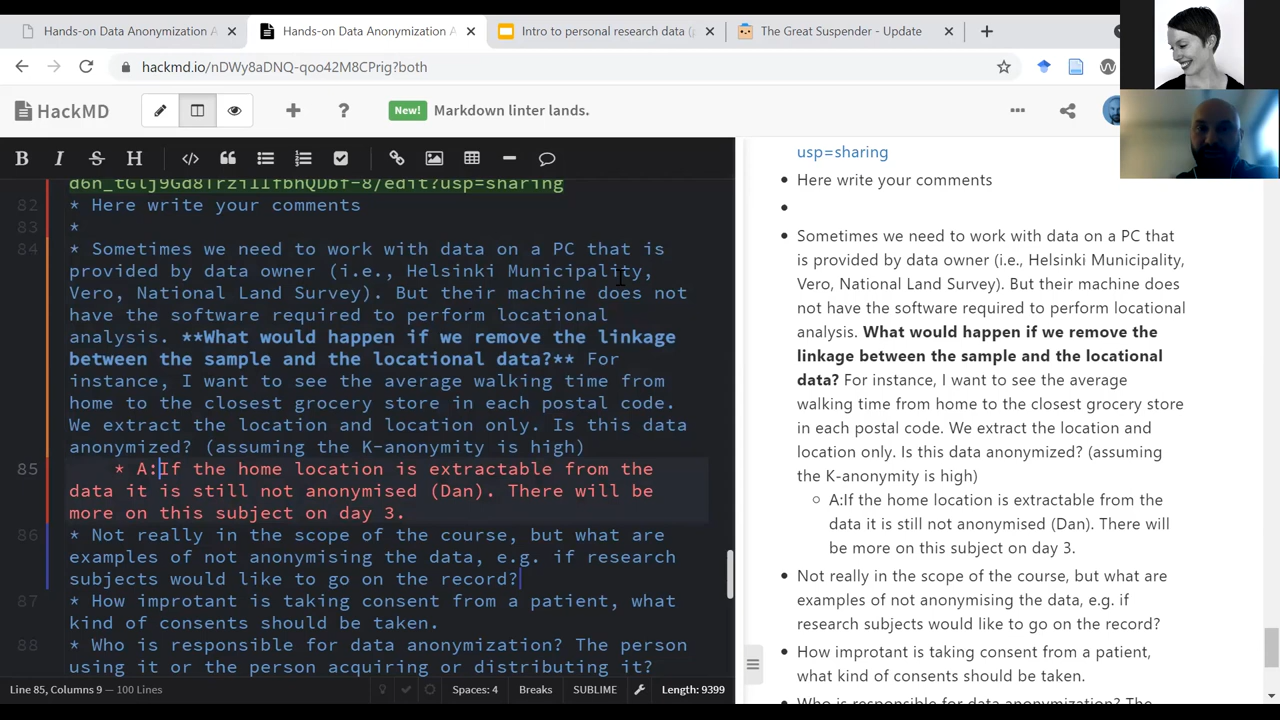 Hands-on Data Anonymization A
Hands-on Data Anonymization A
Intro to personal research data (
The Great Suspender - Update
hackmd.io/nDWy8aDNQ-qoo42M8CPrig?both
HackMD
New! Markdown linter lands.
82 * Here write your comments
83 *
84 * Sometimes we need to work with data on a PC that is
provided by data owner (i.e., Helsinki Municipality,
Vero, National Land Survey). But their machine does not
have the software required to perform locational
analysis. **What would happen if we remove the linkage
between the sample and the locational data?** For
instance, I want to see the average walking time from
home to the closest grocery store in each postal code.
We extract the location and location only. Is this data
anonymized? (assuming the K-anonymity is high)
85 * A:If the home location is extractable from the
data it is still not anonymised (Dan). There will be
more on this subject on day 3.
86 * Not really in the scope of the course, but what are
examples of not anonymising the data, e.g. if research
subjects would like to go on the record?
87 * How improtant is taking consent from a patient, what
kind of consents should be taken.
88 * Who is responsible for data anonymization? The person
using it or the person acquiring or distributing it?
Line 85, Columns 9 — 100 Lines
Spaces: 4
Breaks
SUBLIME
Length: 9399
usp=sharing
Here write your comments
Sometimes we need to work with data on a PC that
is provided by data owner (i.e., Helsinki Municipality,
Vero, National Land Survey). But their machine does
not have the software required to perform locational
analysis. What would happen if we remove the
linkage between the sample and the locational
data? For instance, I want to see the average
walking time from home to the closest grocery store
in each postal code. We extract the location and
location only. Is this data anonymized? (assuming
the K-anonymity is high)
A:If the home location is extractable from the
data it is still not anonymised (Dan). There will
be more on this subject on day 3.
Not really in the scope of the course, but what are
examples of not anonymising the data, e.g. if
research subjects would like to go on the record?
How improtant is taking consent from a patient,
what kind of consents should be taken.